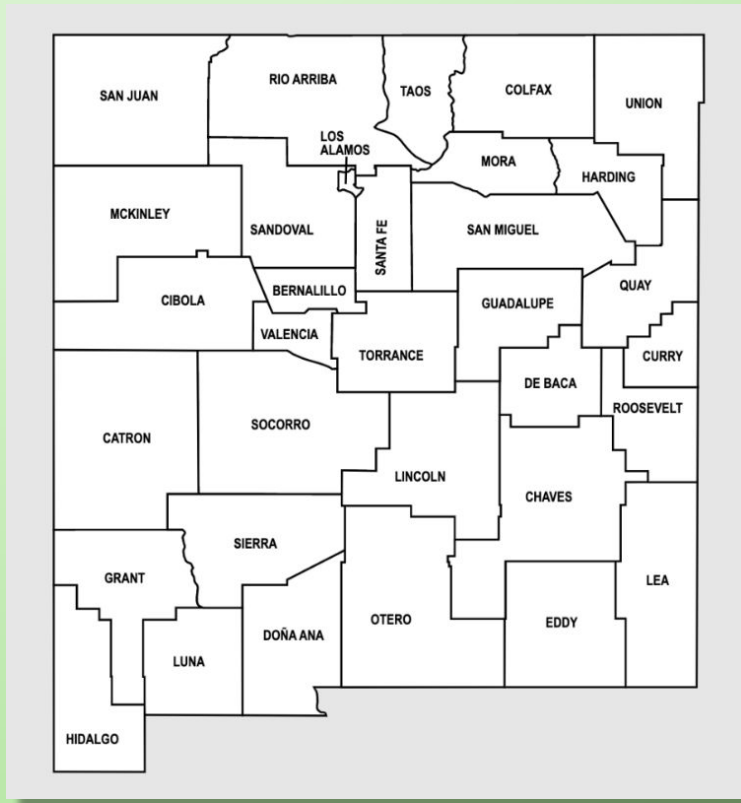 SAN JUAN
RIO ARRIBA
TAOS
COLFAX
UNION
LOS
ALAMOS
MORA
HARDING
MCKINLEY
SANDOVAL
SANTA FE
SAN MIGUEL
CIBOLA
BERNALILLO
GUADALUPE
QUAY
VALENCIA
TORRANCE
CURRY
DE BACA
ROOSEVELT
CATRON
SOCORRO
LINCOLN
CHAVES
SIERRA
GRANT
LEA
DOÑA ANA
OTERO
EDDY
LUNA
HIDALGO